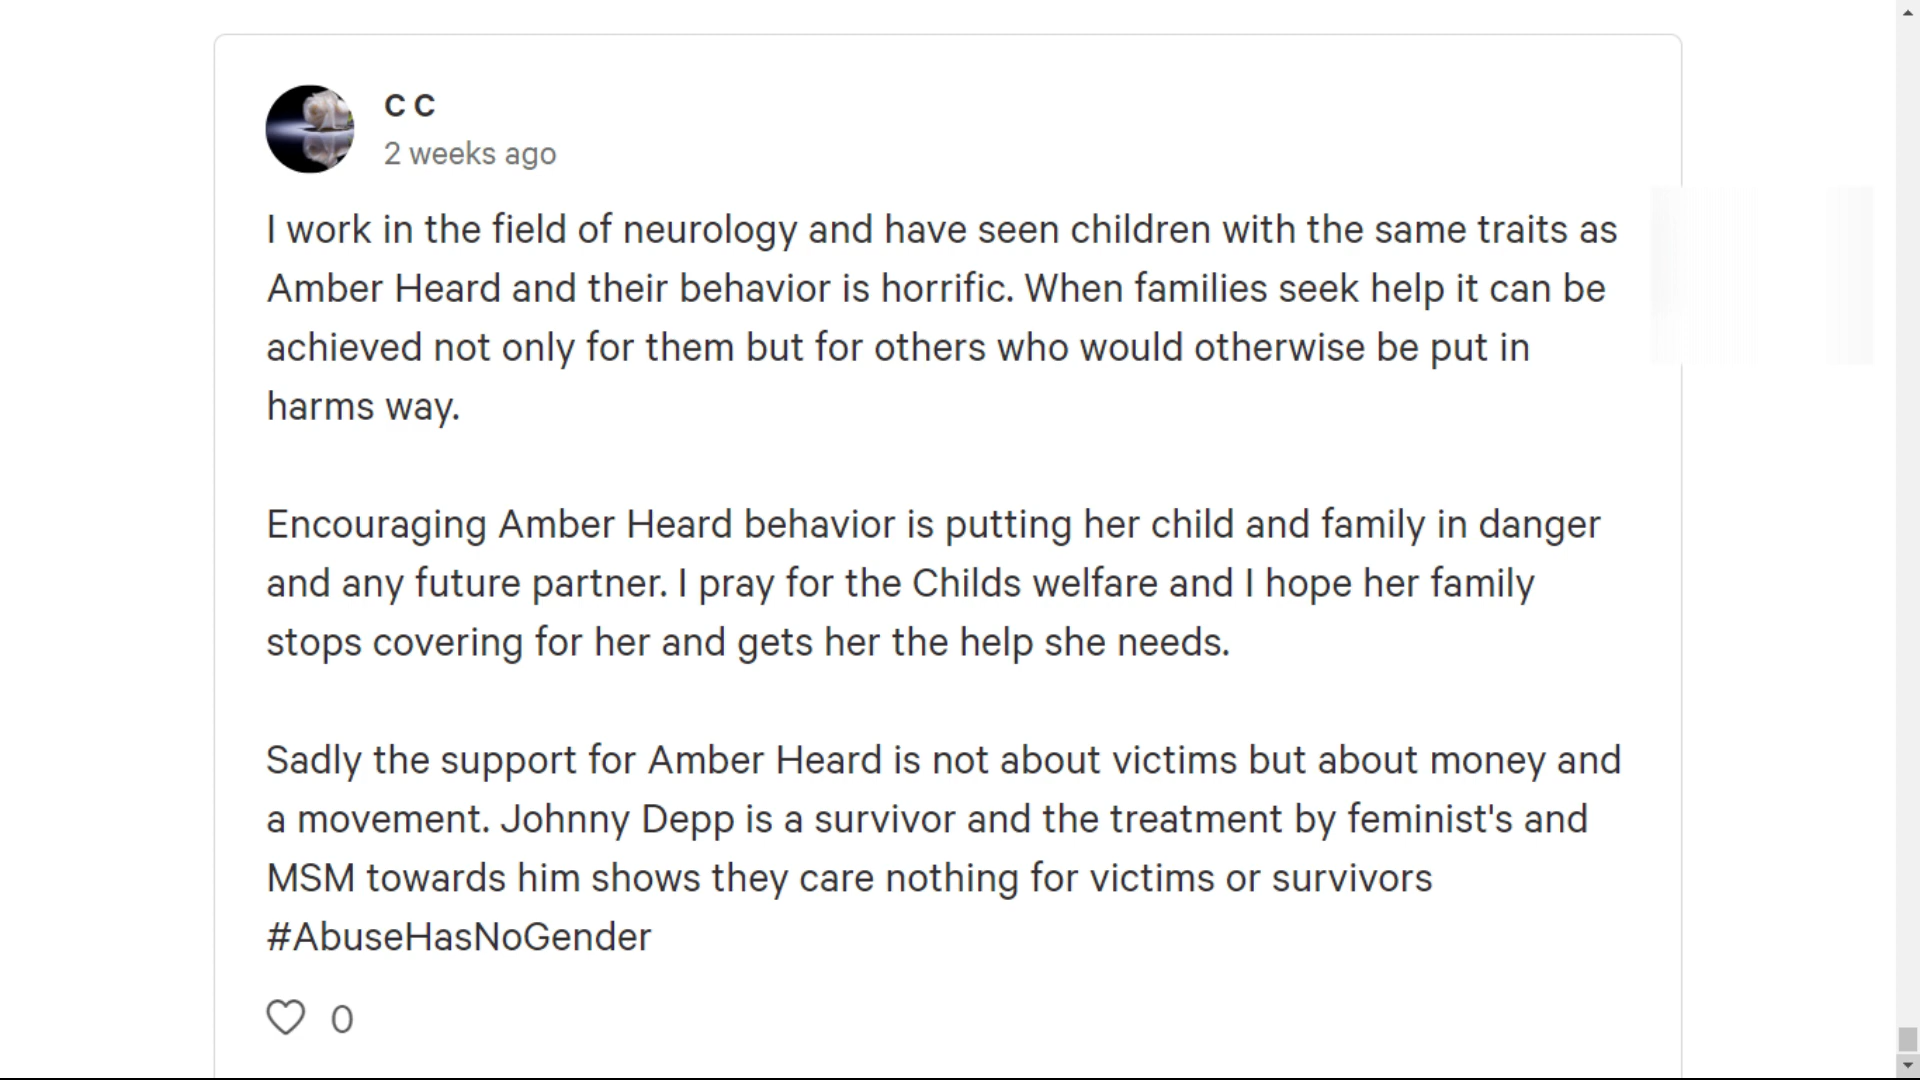 C C
2 weeks ago
I work in the field of neurology and have seen children with the same traits as
Amber Heard and their behavior is horrific. When families seek help it can be
achieved not only for them but for others who would otherwise be put in
harms way.
Encouraging Amber Heard behavior is putting her child and family in danger
and any future partner. I pray for the Childs welfare and I hope her family
stops covering for her and gets her the help she needs.
Sadly the support for Amber Heard is not about victims but about money and
a movement. Johnny Depp is a survivor and the treatment by feminist's and
MSM towards him shows they care nothing for victims or survivors
#AbuseHasNoGender
0